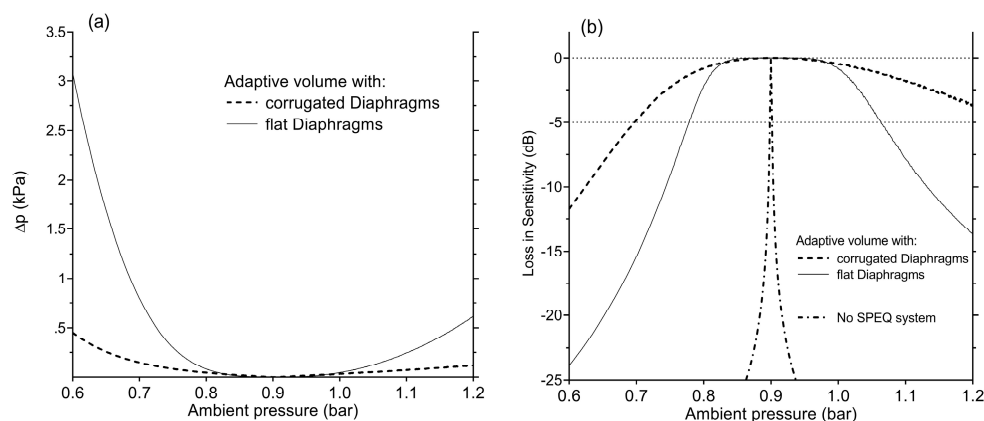 (a)
3.5
3
2.5
2
1.5
1
.5
Δp (kPa)
Adaptive volume with:
corrugated Diaphragms
flat Diaphragms
0.6 0.7 0.8 0.9 1.0 1.1 1.2
Ambient pressure (bar)
(b)
0
-5
-10
-15
-20
-25
Loss in Sensitivity (dB)
Adaptive volume with:
corrugated Diaphragms
flat Diaphragms
No SPEQ system
0.6 0.7 0.8 0.9 1.0 1.1 1.2
Ambient pressure (bar)